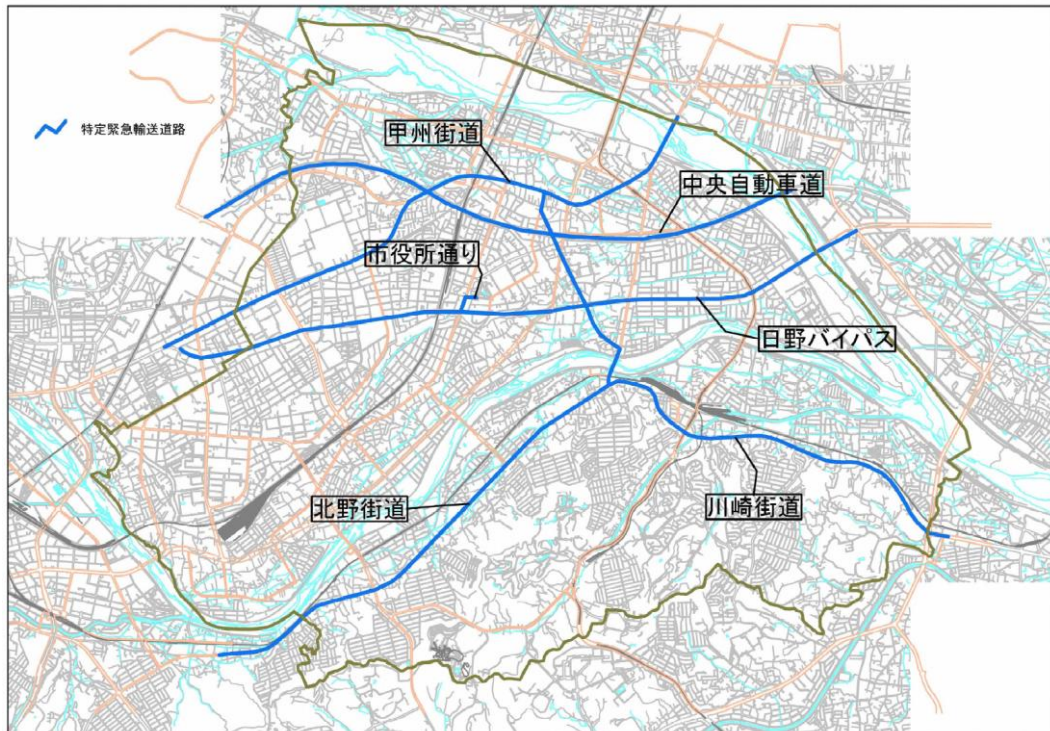 特定緊急輸送道路
甲州街道
中央自動車道
市役所通り
日野バイパス
北野街道
川崎街道